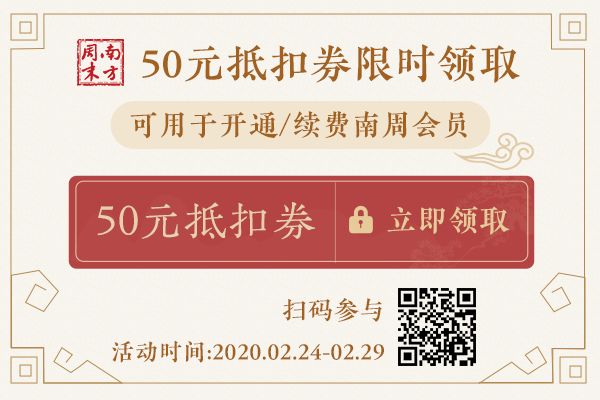 南方周末
50元抵扣券限时领取
可用于开通/续费南周会员
50元抵扣券
立即领取
扫码参与
活动时间:2020.02.24-02.29